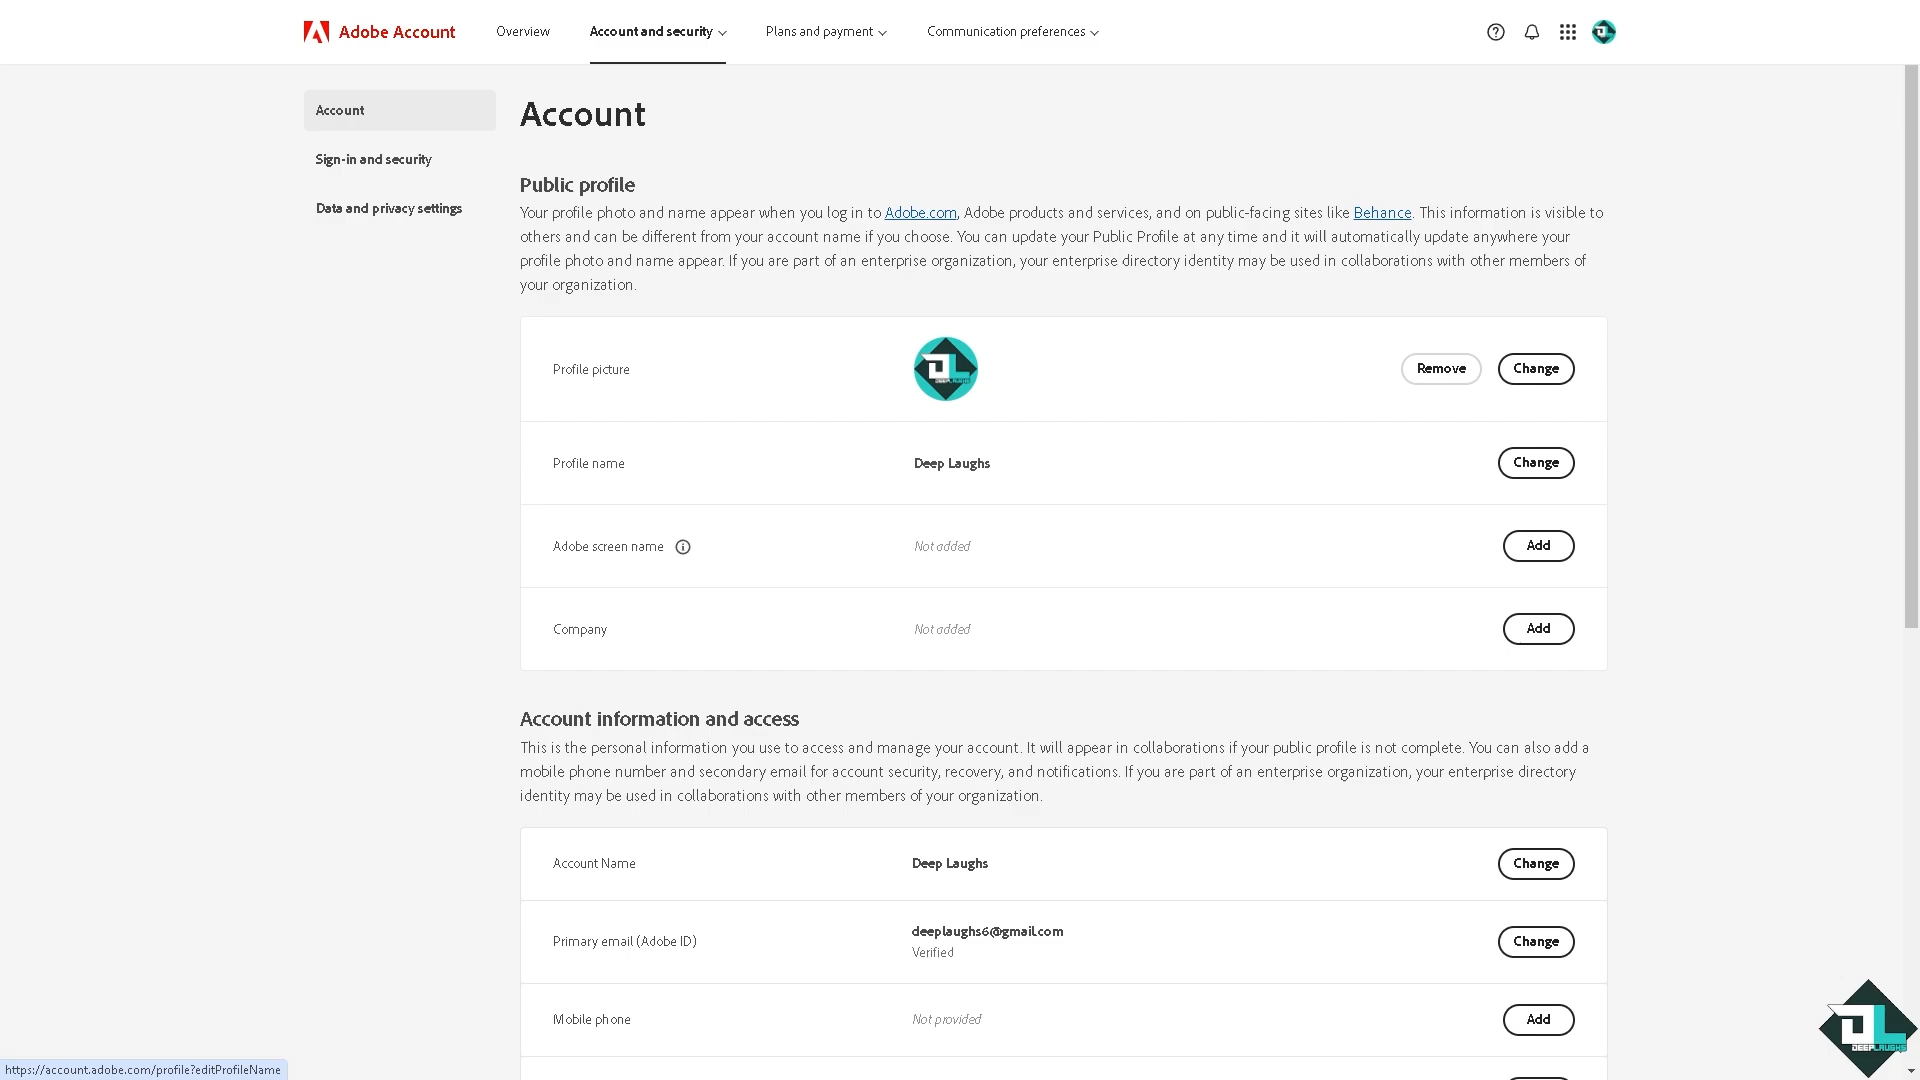 Adobe Account
Overview
Account and security
Plans and payment
Communication preferences
Account
Sign-in and security
Data and privacy settings
Account
Public profile
Your profile photo and name appear when you log in to Adobe.com, Adobe products and services, and on public-facing sites like Behance. This information is visible to
others and can be different from your account name if you choose. You can update your Public Profile at any time and it will automatically update anywhere your
profile photo and name appear. If you are part of an enterprise organization, your enterprise directory identity may be used in collaborations with other members of
your organization.
Profile picture
Remove
Change
Profile name
Deep Laughs
Change
Adobe screen name
Not added
Add
Company
Not added
Add
Account information and access
This is the personal information you use to access and manage your account. It will appear in collaborations if your public profile is not complete. You can also add a
mobile phone number and secondary email for account security, recovery, and notifications. If you are part of an enterprise organization, your enterprise directory
identity may be used in collaborations with other members of your organization.
Account Name
Deep Laughs
Change
Primary email (Adobe ID)
deeplaughs6@gmail.com
Verified
Change
Mobile phone
Not provided
Add
DL
DEEPLAUGHS
https://account.adobe.com/profile?editProfileName